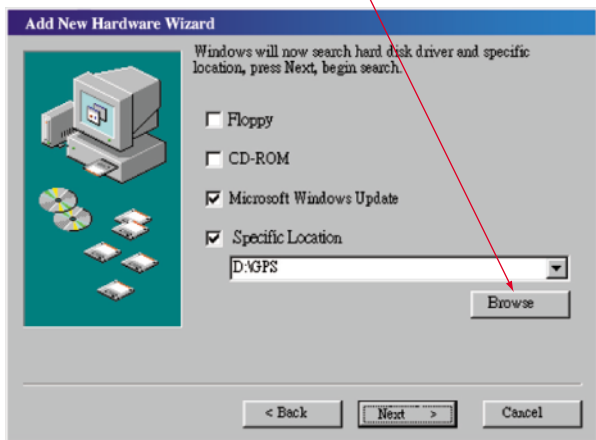 Add New Hardware Wizard
Windows will now search hard disk driver and specific
location, press Next, begin search.
Floppy
CD-ROM
Microsoft Windows Update
Specific Location
D:\GPS
Browse
< Back
Next >
Cancel